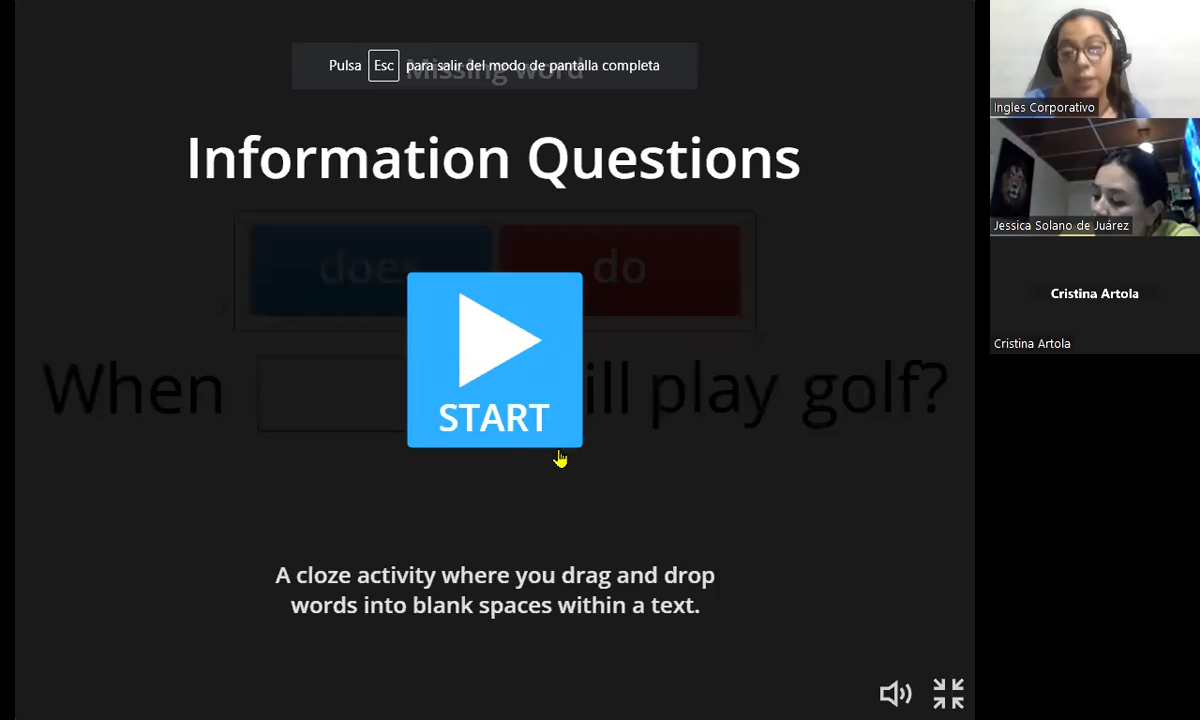 Pulsa Esc para salir del modo de pantalla completa
Missing word
Information Questions
does do
When ill play golf?
START
A cloze activity where you drag and drop
words into blank spaces within a text.
Ingles Corporativo
Jessica Solano de Juárez
Cristina Artola
Cristina Artola